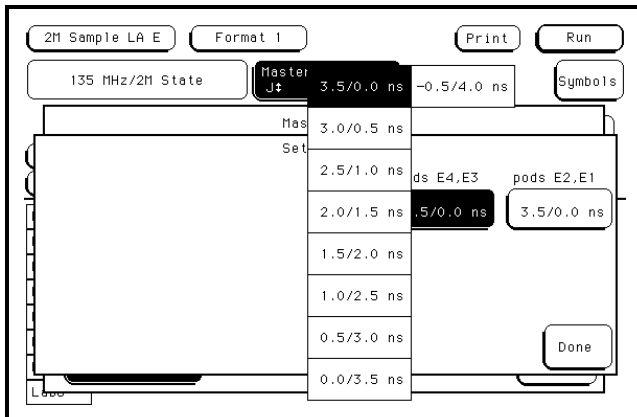 2M Sample LA E Format 1 Print Run
135 MHz/2M State Master J‡ 3.5/0.0 ns -0.5/4.0 ns Symbols
Mas 3.0/0.5 ns
Set
2.5/1.0 ns ds E4,E3 pods E2,E1
2.0/1.5 ns .5/0.0 ns 3.5/0.0 ns
1.5/2.0 ns
1.0/2.5 ns
0.5/3.0 ns Done
0.0/3.5 ns